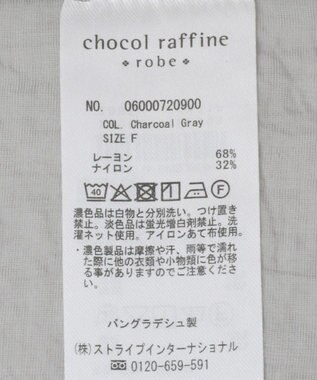 chocol raffine
robe
NO. 06000720900
COL. Charcoal Gray
SIZE F
レーヨン 68%
ナイロン 32%
40 F
濃色品は白物と分別洗い。つけ置き
禁止。淡色品は蛍光増白剤禁止。洗
濯ネット使用。アイロンあて布使用。
・濃色製品は摩擦や汗、雨等で濡れ
た際に他の衣類や小物類に色が移
る事がありますのでご注意くださ
い。
バングラデシュ製
(株)ストライプインターナショナル
0120-659-591